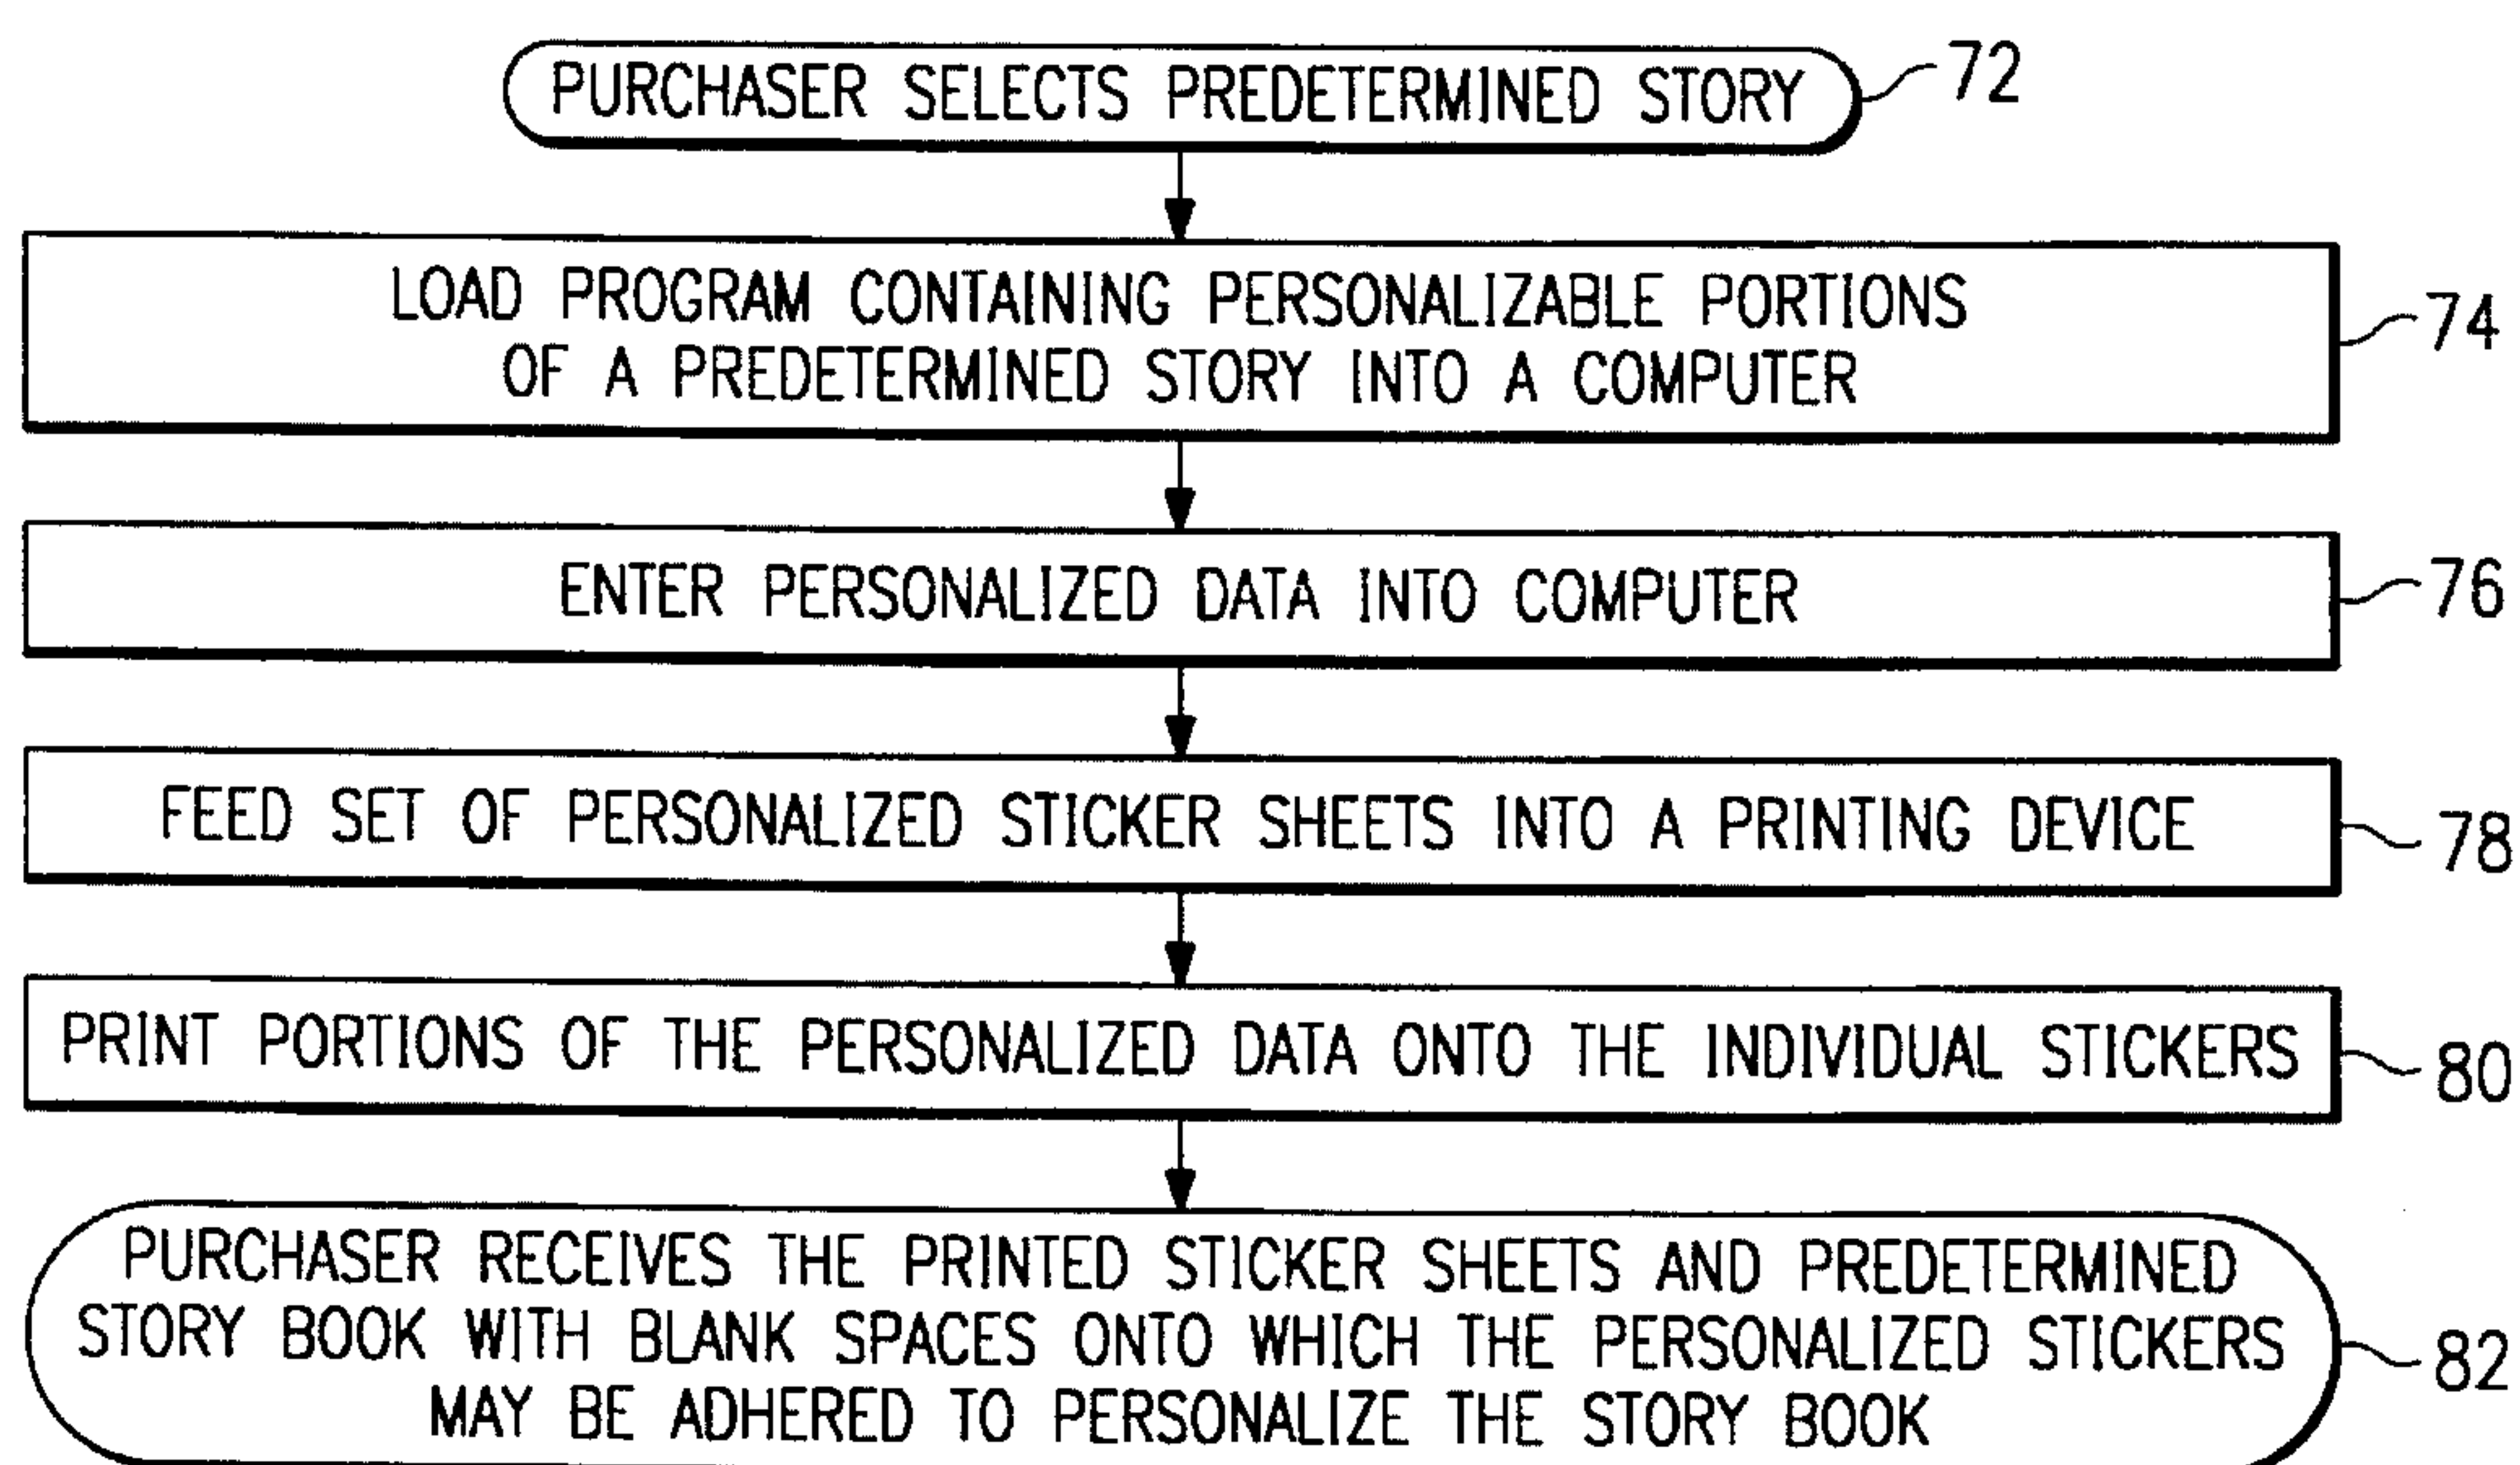 PURCHASER SELECTS PREDETERMINED STORY
72
LOAD PROGRAM CONTAINING PERSONALIZABLE PORTIONS
OF A PREDETERMINED STORY INTO A COMPUTER
74
ENTER PERSONALIZED DATA INTO COMPUTER
76
FEED SET OF PERSONALIZED STICKER SHEETS INTO A PRINTING DEVICE
78
PRINT PORTIONS OF THE PERSONALIZED DATA ONTO THE INDIVIDUAL STICKERS
80
PURCHASER RECEIVES THE PRINTED STICKER SHEETS AND PREDETERMINED
STORY BOOK WITH BLANK SPACES ONTO WHICH THE PERSONALIZED STICKERS
MAY BE ADHERED TO PERSONALIZE THE STORY BOOK
82